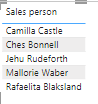 Sales person
Camilla Castle
Ches Bonnell
Jehu Rudeforth
Mallorie Waber
Rafaelita Blaksland